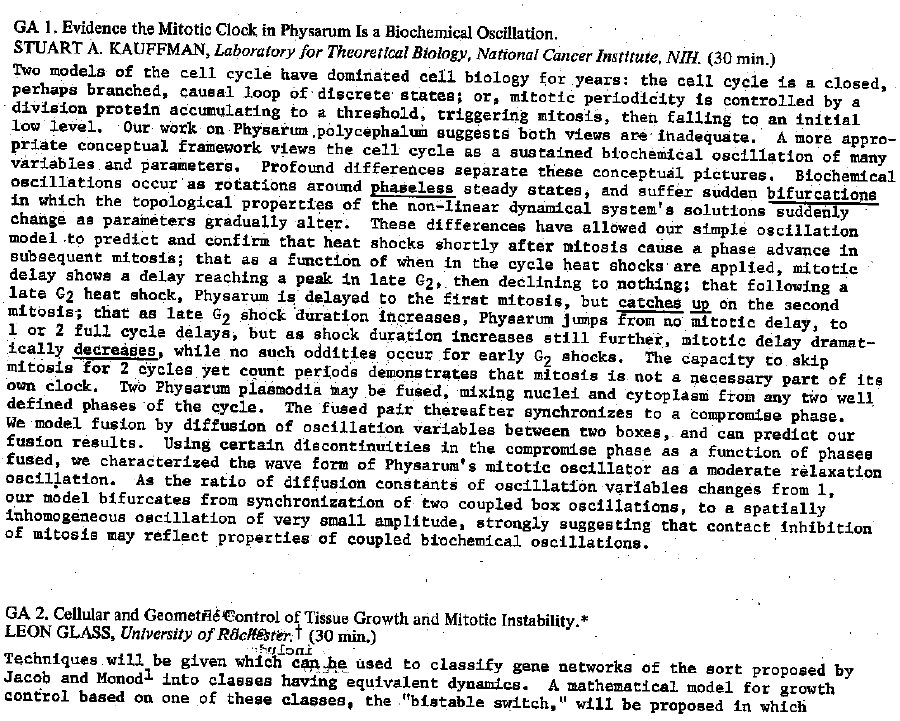 GA 1. Evidence the Mitotic Clock in Physarum Is a Biochemical Oscillation.
STUART A. KAUFFMAN, Laboratory for Theoretical Biology, National Cancer Institute, NIH. (30 min.)
Two models of the cell cycle have dominated cell biology for years: the cell cycle is a closed,
perhaps branched, causal loop of discrete states; or, mitotic periodicity is controlled by a
division protein accumulating to a threshold, triggering mitosis, then falling to an initial
low level. Our work on Physarum polycephalum suggests both views are inadequate. A more appro-
priate conceptual framework views the cell cycle as a sustained biochemical oscillation of many
variables and parameters. Profound differences separate these conceptual pictures. Biochemical
oscillations occur as rotations around phaseless steady states, and suffer sudden bifurcations
in which the topological properties of the non-linear dynamical system's solutions suddenly
change as parameters gradually alter. These differences have allowed our simple oscillation
model to predict and confirm that heat shocks shortly after mitosis cause a phase advance in
subsequent mitosis; that as a function of when in the cycle heat shocks are applied, mitotic
delay shows a delay reaching a peak in late G2, then declining to nothing; that following a
late G2 heat shock, Physarum is delayed to the first mitosis, but catches up on the second
mitosis; that as late G2 shock duration increases, Physarum jumps from no mitotic delay, to
1 or 2 full cycle delays, but as shock duration increases still further, mitotic delay dramat-
ically decreases, while no such oddities occur for early G2 shocks. The capacity to skip
mitosis for 2 cycles yet count periods demonstrates that mitosis is not a necessary part of its
own clock. Two Physarum plasmodia may be fused, mixing nuclei and cytoplasm from any two well
defined phases of the cycle. The fused pair thereafter synchronizes to a compromise phase.
We model fusion by diffusion of oscillation variables between two boxes, and can predict our
fusion results. Using certain discontinuities in the compromise phase as a function of phases
fused, we characterized the wave form of Physarum's mitotic oscillator as a moderate relaxation
oscillation. As the ratio of diffusion constants of oscillation variables changes from 1,
our model bifurcates from synchronization of two coupled box oscillations, to a spatially
inhomogeneous oscillation of very small amplitude, strongly suggesting that contact inhibition
of mitosis may reflect properties of coupled biochemical oscillations.
GA 2. Cellular and Geometric Control of Tissue Growth and Mitotic Instability.*
LEON GLASS, University of Rochester.† (30 min.)
Techniques will be given which can be used to classify gene networks of the sort proposed by
Jacob and Monod1 into classes having equivalent dynamics. A mathematical model for growth
control based on one of these classes, the "bistable switch," will be proposed in which